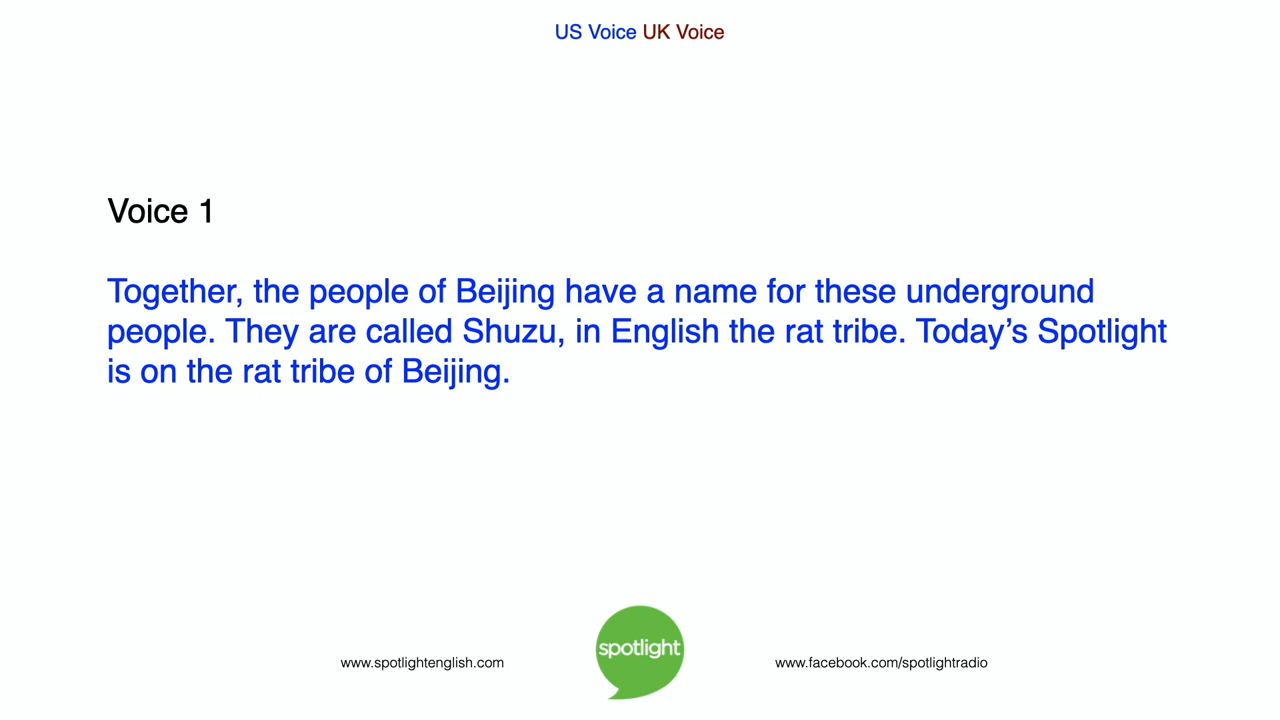 US Voice UK Voice
Voice 1
Together, the people of Beijing have a name for these underground
people. They are called Shuzu, in English the rat tribe. Today’s Spotlight
is on the rat tribe of Beijing.
www.spotlightenglish.com
spotlight
www.facebook.com/spotlightradio